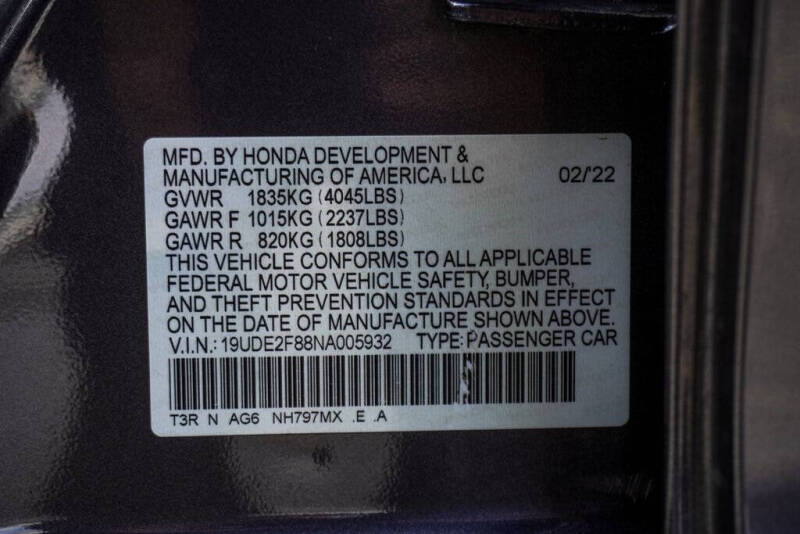 MFD. BY HONDA DEVELOPMENT &
MANUFACTURING OF AMERICA, LLC 02/'22
GVWR 1835KG (4045LBS)
GAWR F 1015KG (2237LBS)
GAWR R 820KG (1808LBS)
THIS VEHICLE CONFORMS TO ALL APPLICABLE
FEDERAL MOTOR VEHICLE SAFETY, BUMPER,
AND THEFT PREVENTION STANDARDS IN EFFECT
ON THE DATE OF MANUFACTURE SHOWN ABOVE.
V.I.N.: 19UDE2F88NA005932 TYPE: PASSENGER CAR
T3R N AG6 NH797MX .E .A